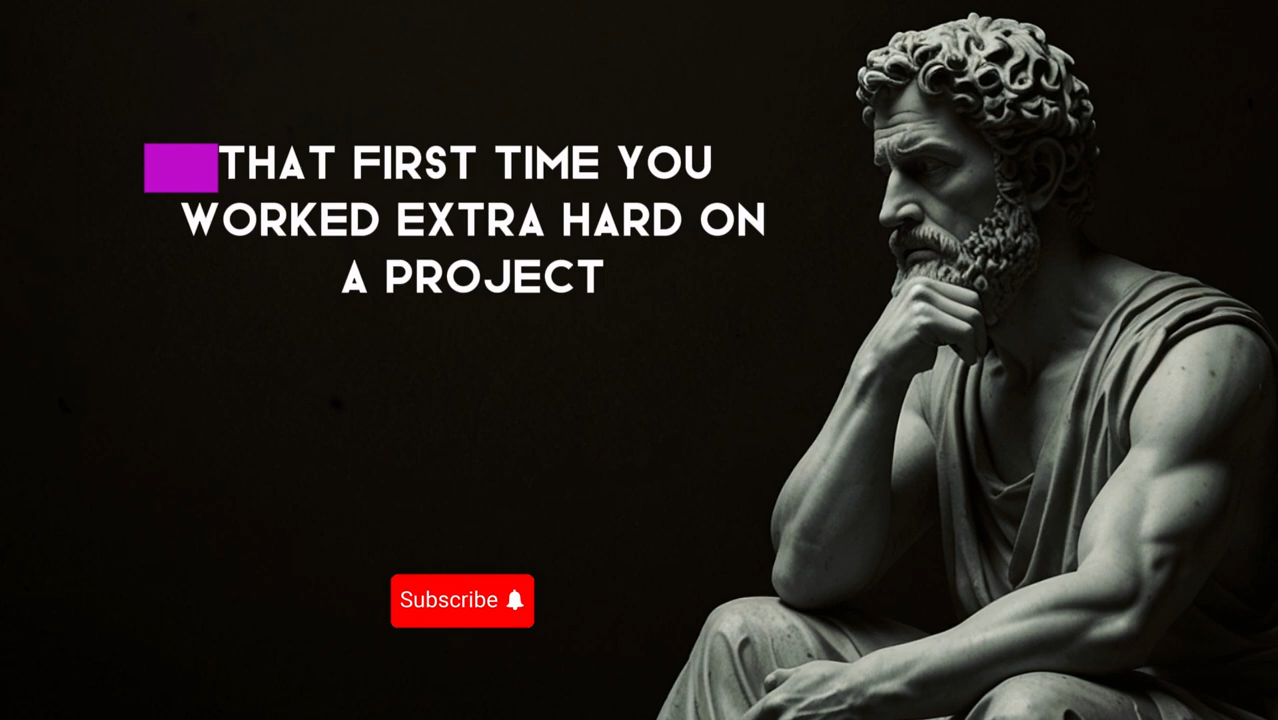 THAT FIRST TIME YOU
WORKED EXTRA HARD ON
A PROJECT
Subscribe